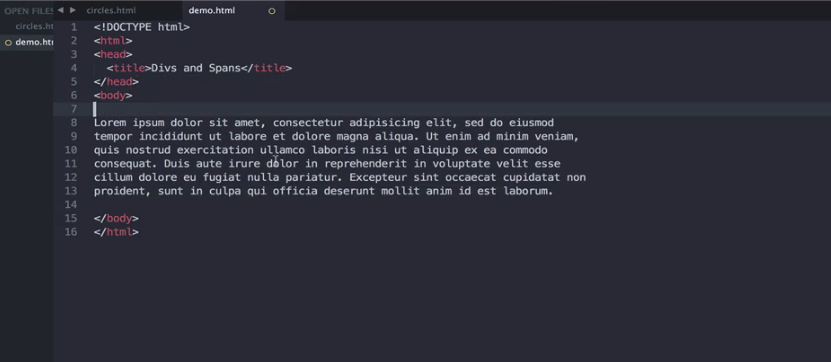 OPEN FILES
circles.ht
demo.htm
circles.html
demo.html
1 <!DOCTYPE html>
2 <html>
3 <head>
4 <title>Divs and Spans</title>
5 </head>
6 <body>
7
8 Lorem ipsum dolor sit amet, consectetur adipisicing elit, sed do eiusmod
9 tempor incididunt ut labore et dolore magna aliqua. Ut enim ad minim veniam,
10 quis nostrud exercitation ullamco laboris nisi ut aliquip ex ea commodo
11 consequat. Duis aute irure dolor in reprehenderit in voluptate velit esse
12 cillum dolore eu fugiat nulla pariatur. Excepteur sint occaecat cupidatat non
13 proident, sunt in culpa qui officia deserunt mollit anim id est laborum.
14
15 </body>
16 </html>